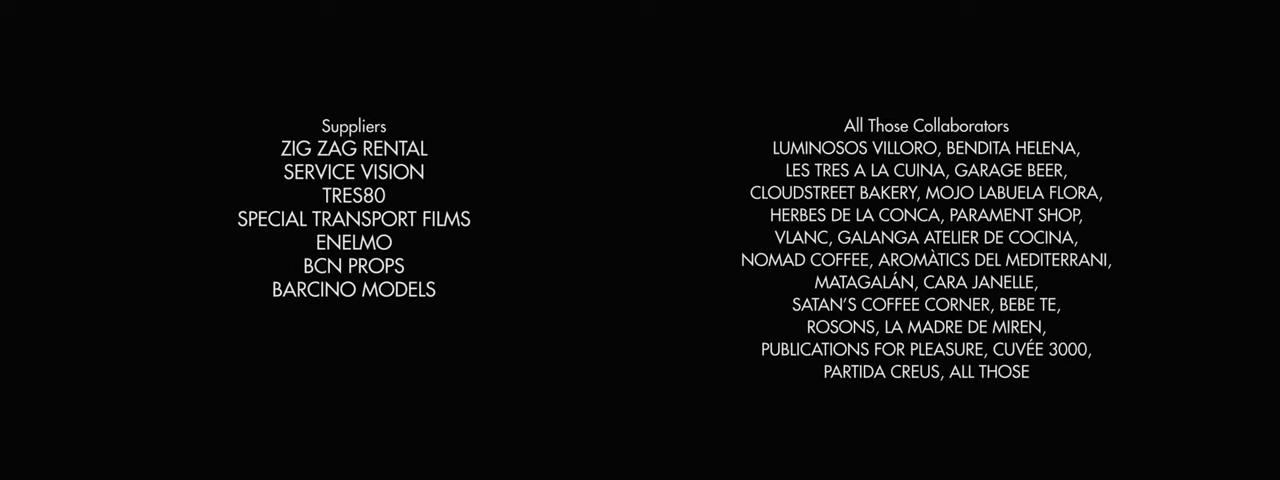 Suppliers
ZIG ZAG RENTAL
SERVICE VISION
TRES80
SPECIAL TRANSPORT FILMS
ENELMO
BCN PROPS
BARCINO MODELS
All Those Collaborators
LUMINOSOS VILLORO, BENDITA HELENA,
LES TRES A LA CUINA, GARAGE BEER,
CLOUDSTREET BAKERY, MOJO LABUELA FLORA,
HERBES DE LA CONCA, PARAMENT SHOP,
VLANC, GALANGA ATELIER DE COCINA,
NOMAD COFFEE, AROMÀTICS DEL MEDITERRANI,
MATAGALÁN, CARA JANELLE,
SATAN'S COFFEE CORNER, BEBE TE,
ROSONS, LA MADRE DE MIREN,
PUBLICATIONS FOR PLEASURE, CUVÉE 3000,
PARTIDA CREUS, ALL THOSE